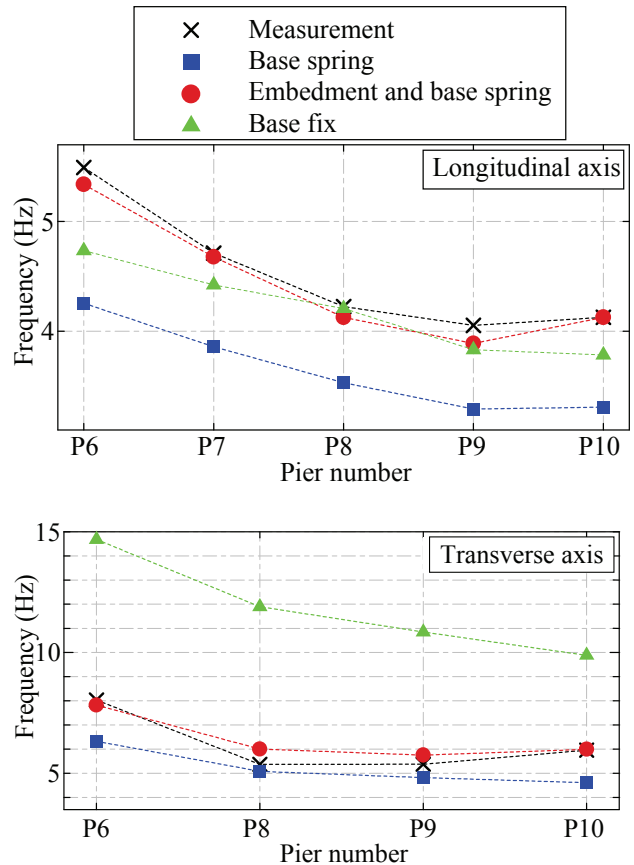 Measurement
Base spring
Embedment and base spring
Base fix
Longitudinal axis
Frequency (Hz)
5
4
P6 P7 P8 P9 P10
Pier number
Transverse axis
Frequency (Hz)
15
10
5
P6 P8 P9 P10
Pier number